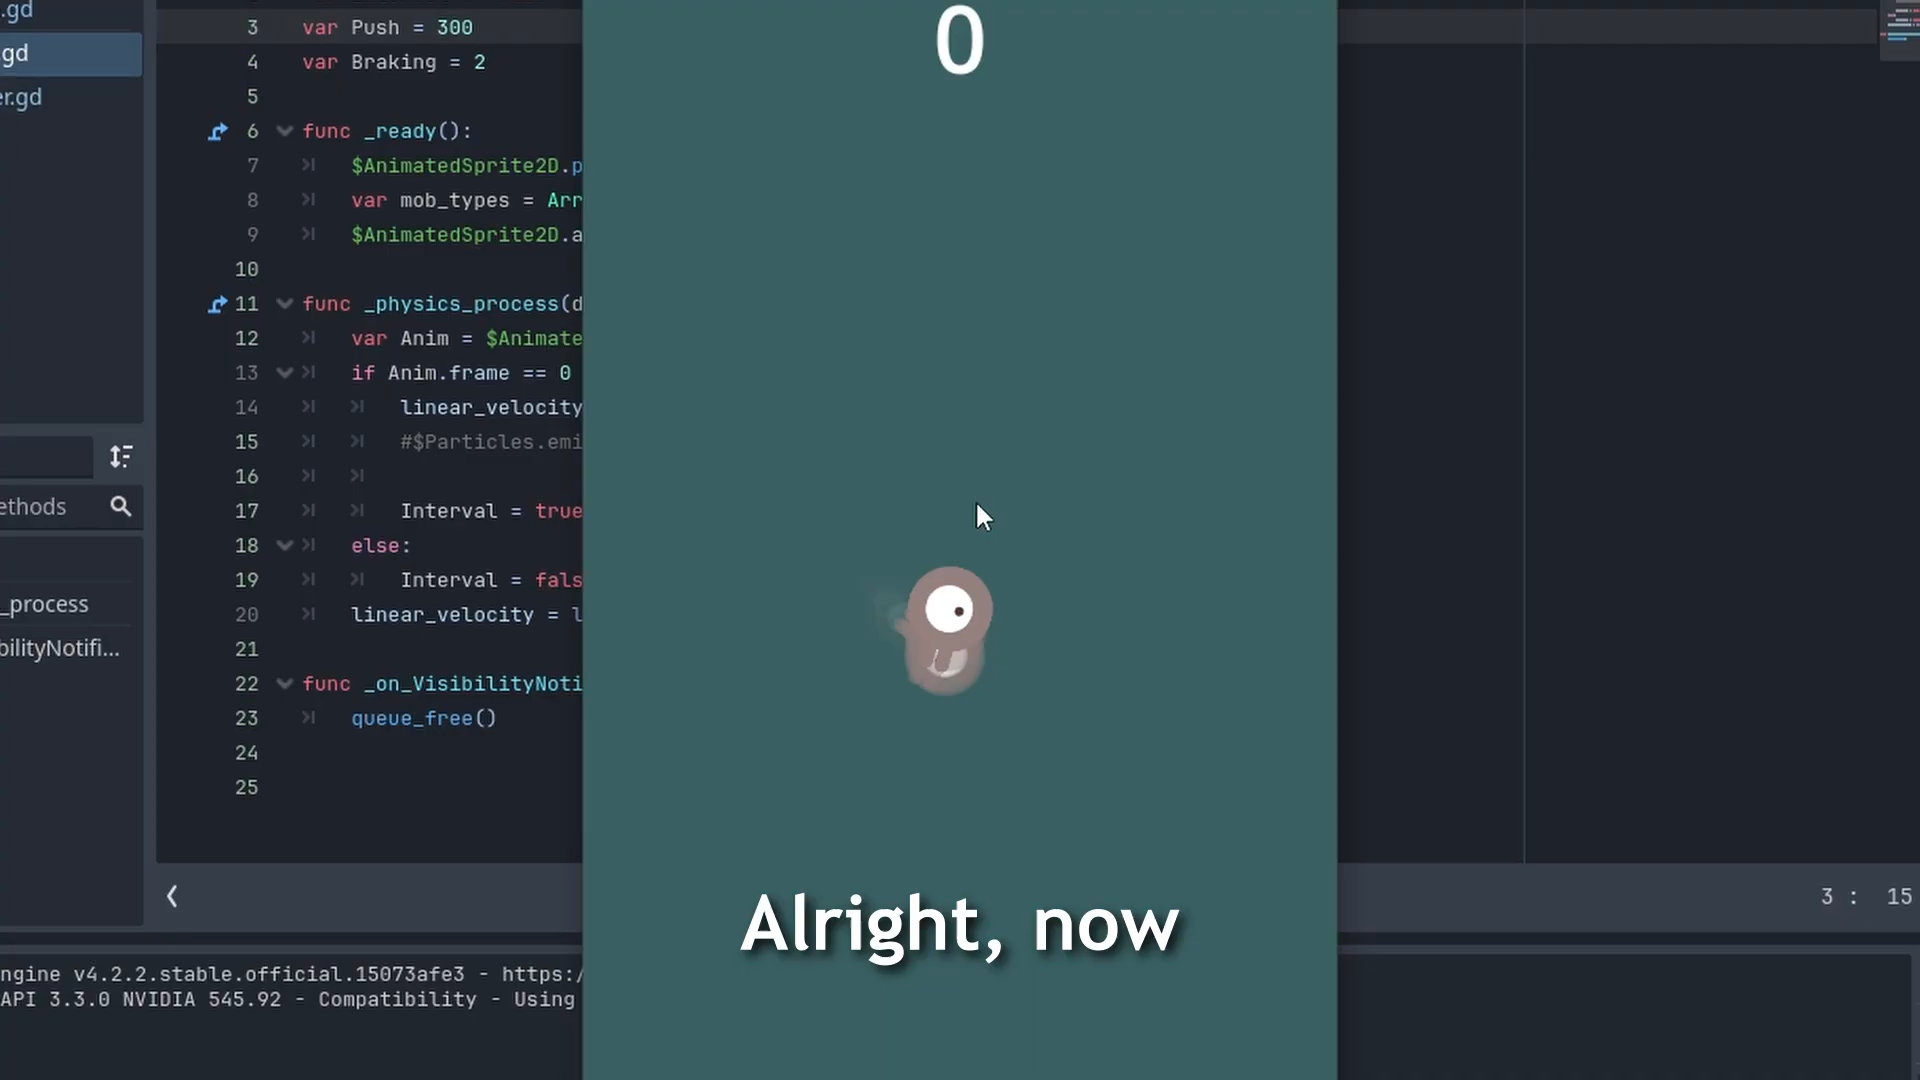 .gd
.gd
er.gd
ethods
_process
bilityNotifi...
3 var Push = 300
4 var Braking = 2
5
6 func _ready():
7 $AnimatedSprite2D.p
8 var mob_types = Arr
9 $AnimatedSprite2D.a
10
11 func _physics_process(d
12 var Anim = $Animate
13 if Anim.frame == 0
14 linear_velocity
15 #$Particles.emi
16
17 Interval = true
18 else:
19 Interval = fals
20 linear_velocity = l
21
22 func _on_VisibilityNoti
23 queue_free()
24
25
0
Alright, now
3 : 15
ngine v4.2.2.stable.official.15073afe3 - https:/
API 3.3.0 NVIDIA 545.92 - Compatibility - Using